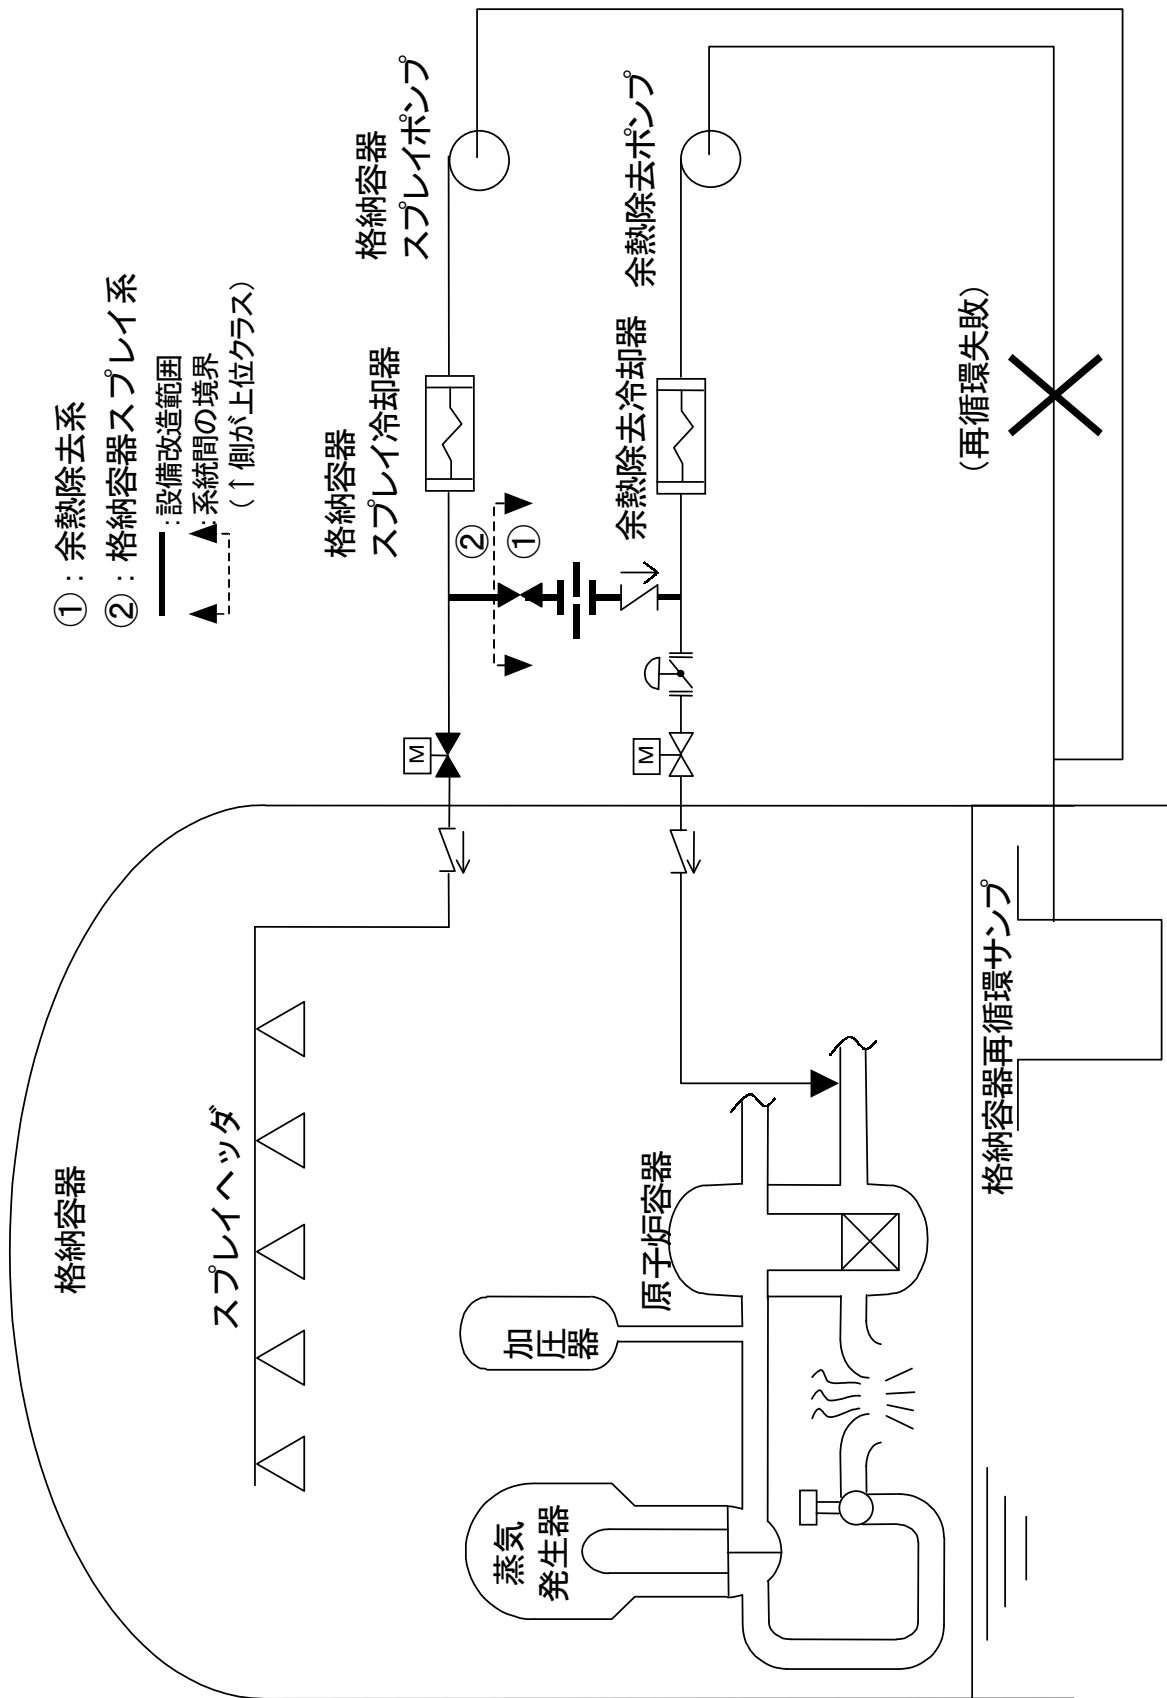 ①：余熱除去系
②：格納容器スプレイ系
：設備改造範囲
：系統間の境界
（↑側が上位クラス）
格納容器
スプレイポンプ
格納容器
スプレイ冷却器
余熱除去ポンプ
余熱除去冷却器
②
①
M
M
（再循環失敗）
格納容器
スプレイヘッダ
加圧器
原子炉容器
蒸気
発生器
格納容器再循環サンプ